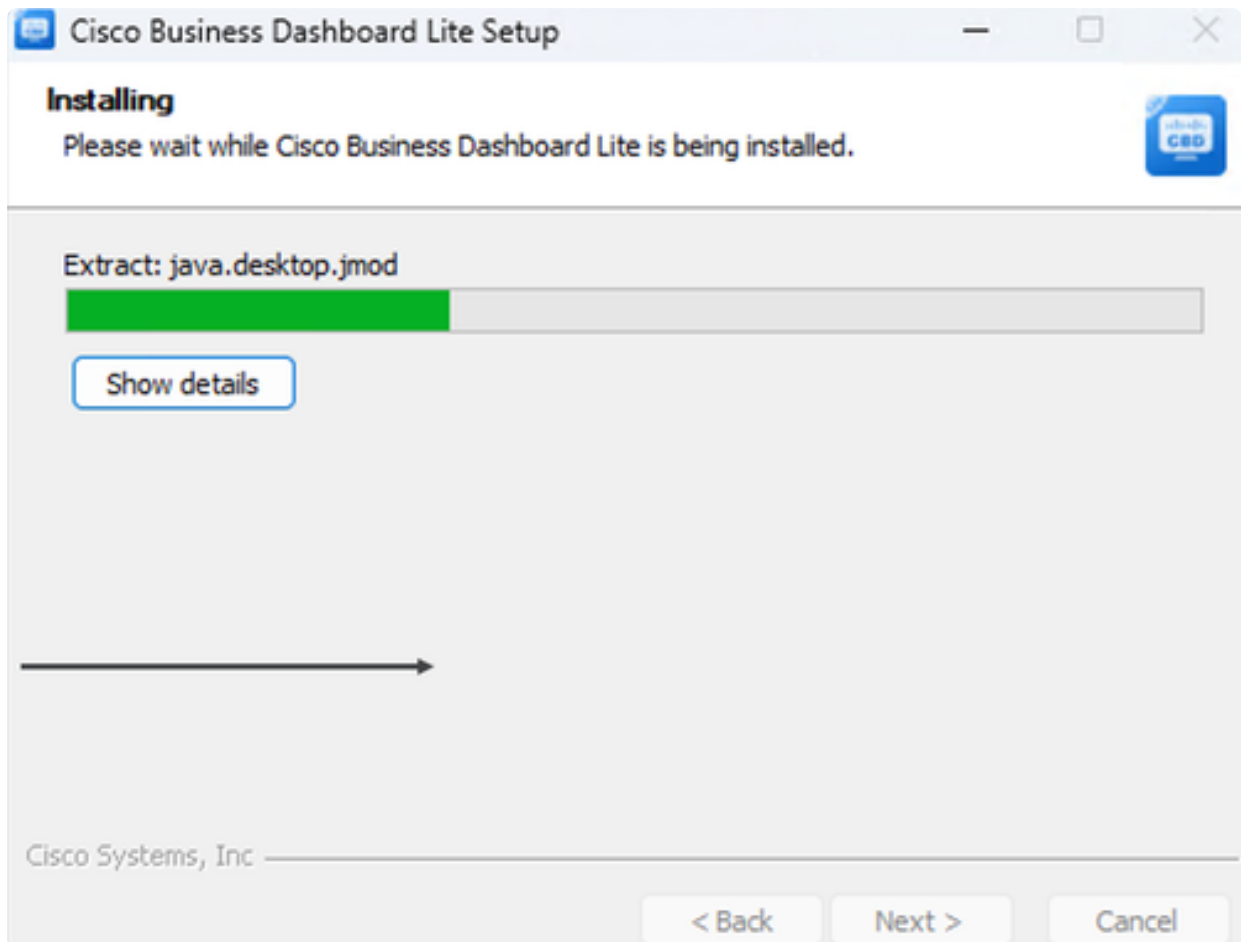 Cisco Business Dashboard Lite Setup
Installing
Please wait while Cisco Business Dashboard Lite is being installed.
CBD
Extract: java.desktop.jmod
Show details
Cisco Systems, Inc
< Back
Next >
Cancel